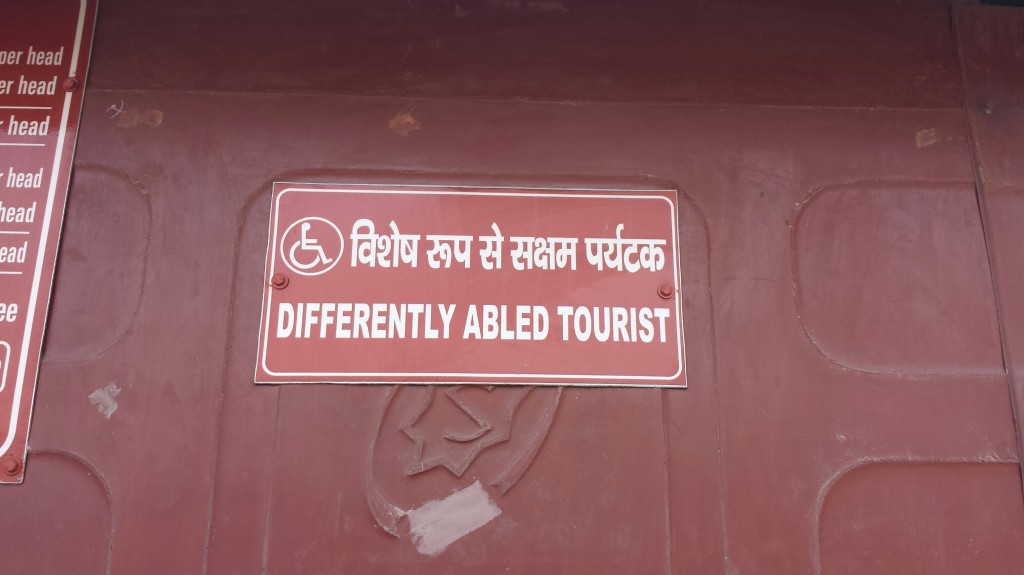 per head
er head
r head
r head
head
ead
ee
विशेष रूप से सक्षम पर्यटक
DIFFERENTLY ABLED TOURIST